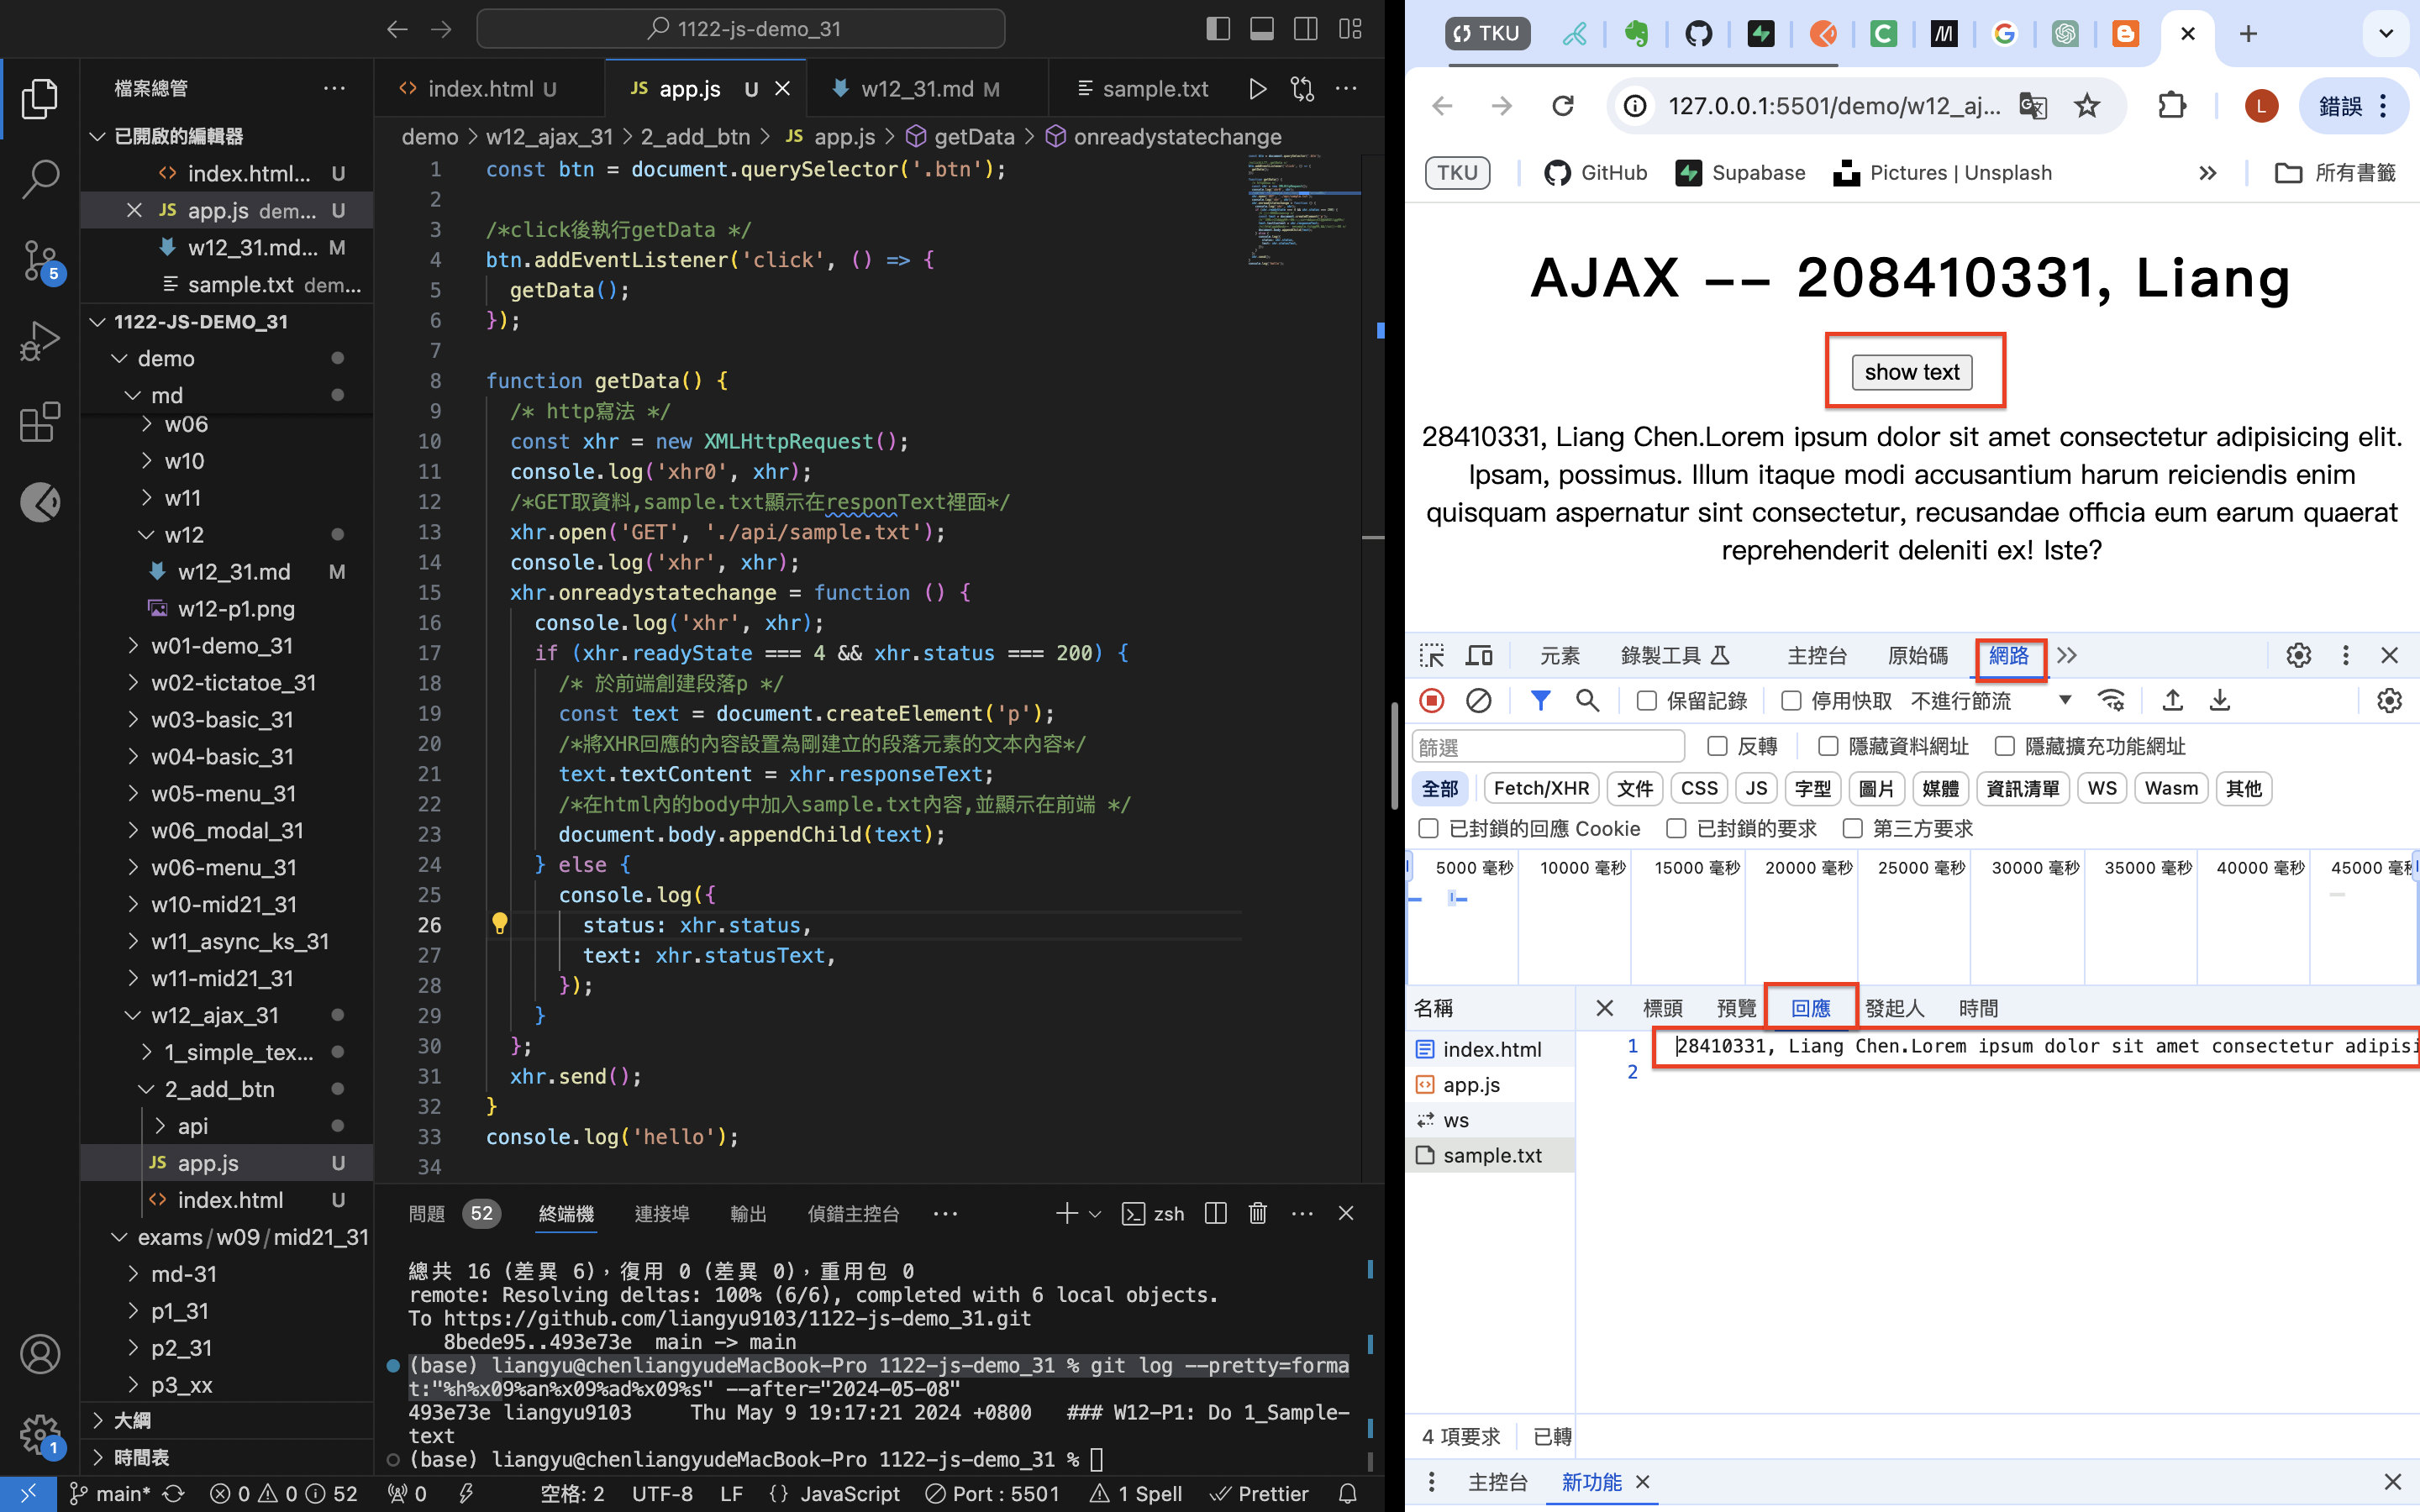 1122-js-demo_31
檔案總管
已開啟的編輯器
index.html... U
JS app.js dem... U
w12_31.md... M
sample.txt dem...
1122-JS-DEMO_31
demo
md
w06
w10
w11
w12
w12_31.md M
w12-p1.png
w01-demo_31
w02-tictatoe_31
w03-basic_31
w04-basic_31
w05-menu_31
w06_modal_31
w06-menu_31
w10-mid21_31
w11_async_ks_31
w11-mid21_31
w12_ajax_31
1_simple_tex...
2_add_btn
api
JS app.js U
index.html U
exams/w09/mid21_31
md-31
p1_31
p2_31
p3_xx
大綱
時間表
5
1
index.html U
JS app.js U
w12_31.md M
sample.txt
demo > w12_ajax_31 > 2_add_btn > JS app.js > getData > onreadystatechange
1 const btn = document.querySelector('.btn');
2
3 /*click後執行getData */
4 btn.addEventListener('click', () => {
5 getData();
6 });
7
8 function getData() {
9 /* http寫法 */
10 const xhr = new XMLHttpRequest();
11 console.log('xhr0', xhr);
12 /*GET取資料,sample.txt顯示在responText裡面*/
13 xhr.open('GET', './api/sample.txt');
14 console.log('xhr', xhr);
15 xhr.onreadystatechange = function () {
16 console.log('xhr', xhr);
17 if (xhr.readyState === 4 && xhr.status === 200) {
18 /* 於前端創建段落p */
19 const text = document.createElement('p');
20 /*將XHR回應的內容設置為剛建立的段落元素的文本內容*/
21 text.textContent = xhr.responseText;
22 /*在html內的body中加入sample.txt內容,並顯示在前端 */
23 document.body.appendChild(text);
24 } else {
25 console.log({
26 status: xhr.status,
27 text: xhr.statusText,
28 });
29 }
30 };
31 xhr.send();
32 }
33 console.log('hello');
34
問題 52 終端機 連接埠 輸出 偵錯主控台 zsh
總共 16 (差異 6)，復用 0 (差異 0)，重用包 0
remote: Resolving deltas: 100% (6/6), completed with 6 local objects.
To https://github.com/liangyu9103/1122-js-demo_31.git
8bede95..493e73e main -> main
(base) liangyu@chenliangyudeMacBook-Pro 1122-js-demo_31 % git log --pretty=forma
t:"%h%x09%an%x09%ad%x09%s" --after="2024-05-08"
493e73e liangyu9103 Thu May 9 19:17:21 2024 +0800 ### W12-P1: Do 1_Sample-
text
(base) liangyu@chenliangyudeMacBook-Pro 1122-js-demo_31 %
main* 0 0 52 0 空格: 2 UTF-8 LF {} JavaScript Port : 5501 1 Spell Prettier
TKU
127.0.0.1:5501/demo/w12_aj... L 錯誤
TKU GitHub Supabase Pictures | Unsplash 所有書籤
AJAX -- 208410331, Liang
show text
28410331, Liang Chen.Lorem ipsum dolor sit amet consectetur adipisicing elit.
Ipsam, possimus. Illum itaque modi accusantium harum reiciendis enim
quisquam aspernatur sint consectetur, recusandae officia eum earum quaerat
reprehenderit deleniti ex! Iste?
元素 錄製工具 主控台 原始碼 網路
保留記錄 停用快取 不進行節流
篩選 反轉 隱藏資料網址 隱藏擴充功能網址
全部 Fetch/XHR 文件 CSS JS 字型 圖片 媒體 資訊清單 WS Wasm 其他
已封鎖的回應 Cookie 已封鎖的要求 第三方要求
5000 毫秒 10000 毫秒 15000 毫秒 20000 毫秒 25000 毫秒 30000 毫秒 35000 毫秒 40000 毫秒 45000 毫秒
名稱 標頭 預覽 回應 發起人 時間
index.html
app.js
ws
sample.txt
1 28410331, Liang Chen.Lorem ipsum dolor sit amet consectetur adipisi
2
4 項要求 已轉
主控台 新功能